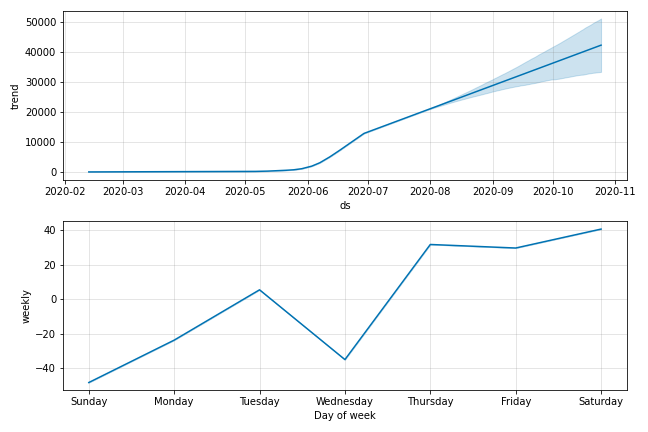 50000
40000
30000
20000
10000
0
trend
2020-02 2020-03 2020-04 2020-05 2020-06 2020-07 2020-08 2020-09 2020-10 2020-11
ds
40
20
0
−20
−40
weekly
Sunday Monday Tuesday Wednesday Thursday Friday Saturday
Day of week